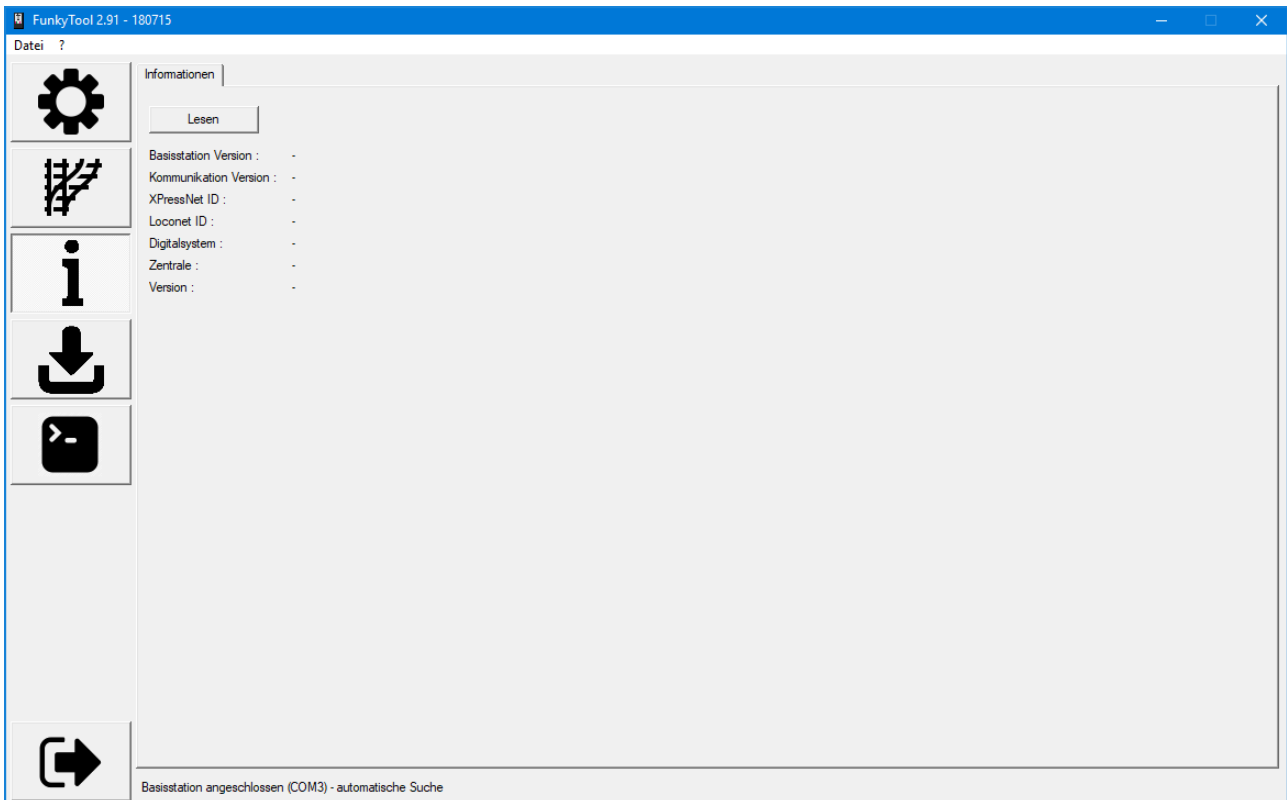 FunkyTool 2.91 - 180715
Datei ?
Informationen
Lesen
Basisstation Version : -
Kommunikation Version : -
XPressNet ID : -
Loconet ID : -
Digitalsystem : -
Zentrale : -
Version : -
Basisstation angeschlossen (COM3) - automatische Suche